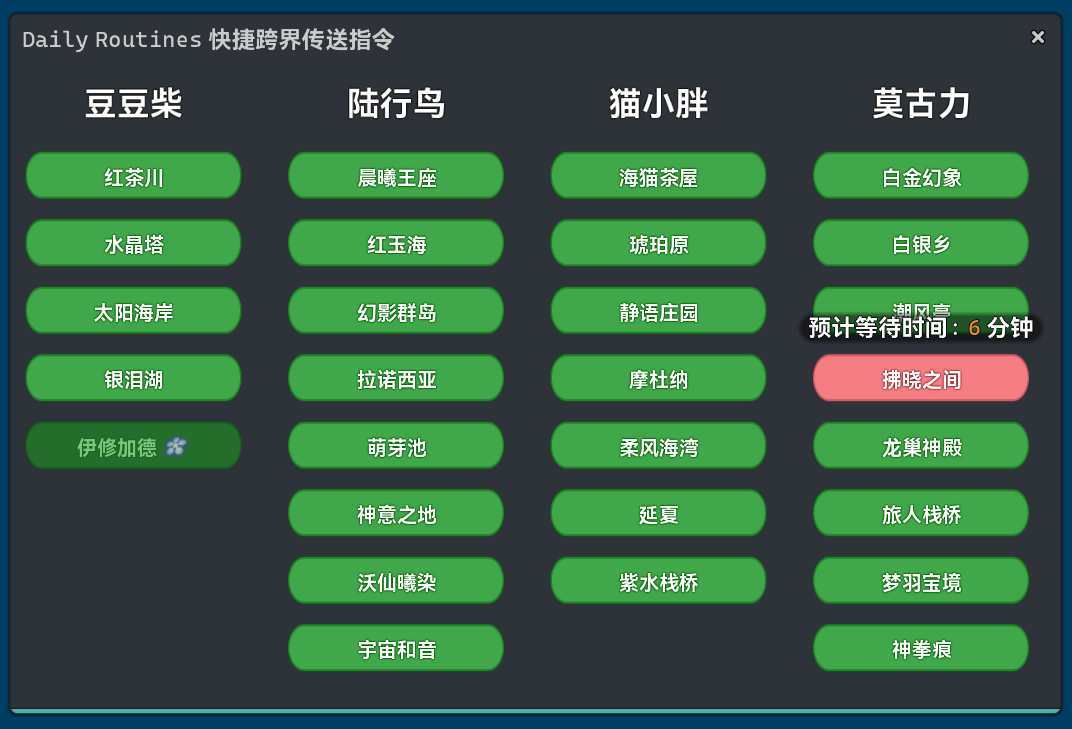 Daily Routines 快捷跨界传送指令
豆豆柴 陆行鸟 猫小胖 莫古力
红茶川 晨曦王座 海猫茶屋 白金幻象
水晶塔 红玉海 琥珀原 白银乡
太阳海岸 幻影群岛 静语庄园 潮风亭
预计等待时间: 6 分钟
银泪湖 拉诺西亚 摩杜纳 拂晓之间
伊修加德 萌芽池 柔风海湾 龙巢神殿
神意之地 延夏 旅人栈桥
沃仙曦染 紫水栈桥 梦羽宝境
宇宙和音 神拳痕